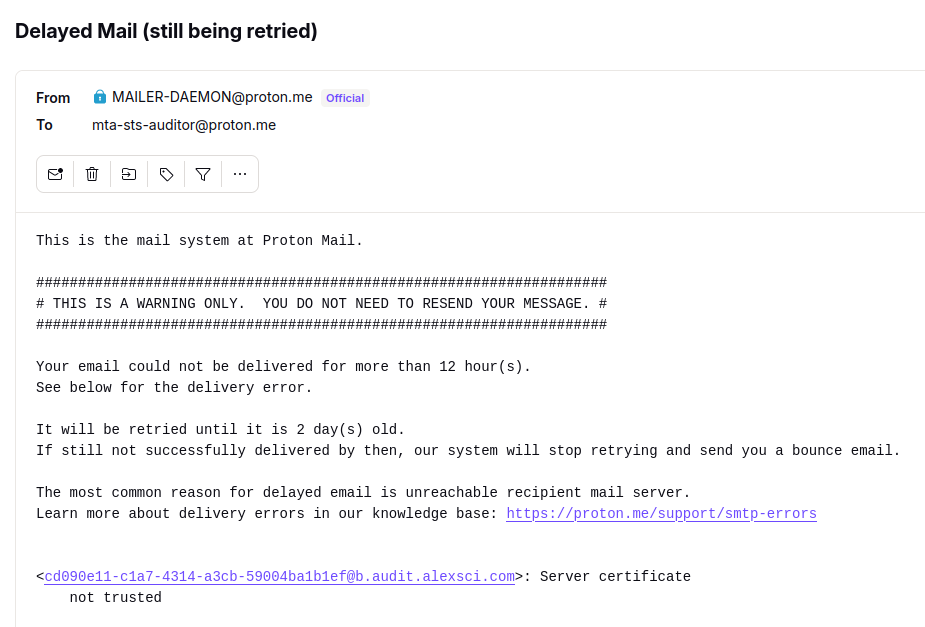 Delayed Mail (still being retried)
From MAILER-DAEMON@proton.me Official
To mta-sts-auditor@proton.me
This is the mail system at Proton Mail.
####################################################################
# THIS IS A WARNING ONLY.  YOU DO NOT NEED TO RESEND YOUR MESSAGE. #
####################################################################
Your email could not be delivered for more than 12 hour(s).
See below for the delivery error.
It will be retried until it is 2 day(s) old.
If still not successfully delivered by then, our system will stop retrying and send you a bounce email.
The most common reason for delayed email is unreachable recipient mail server.
Learn more about delivery errors in our knowledge base: https://proton.me/support/smtp-errors
<cd090e11-c1a7-4314-a3cb-59004ba1b1ef@b.audit.alexsci.com>: Server certificate
not trusted